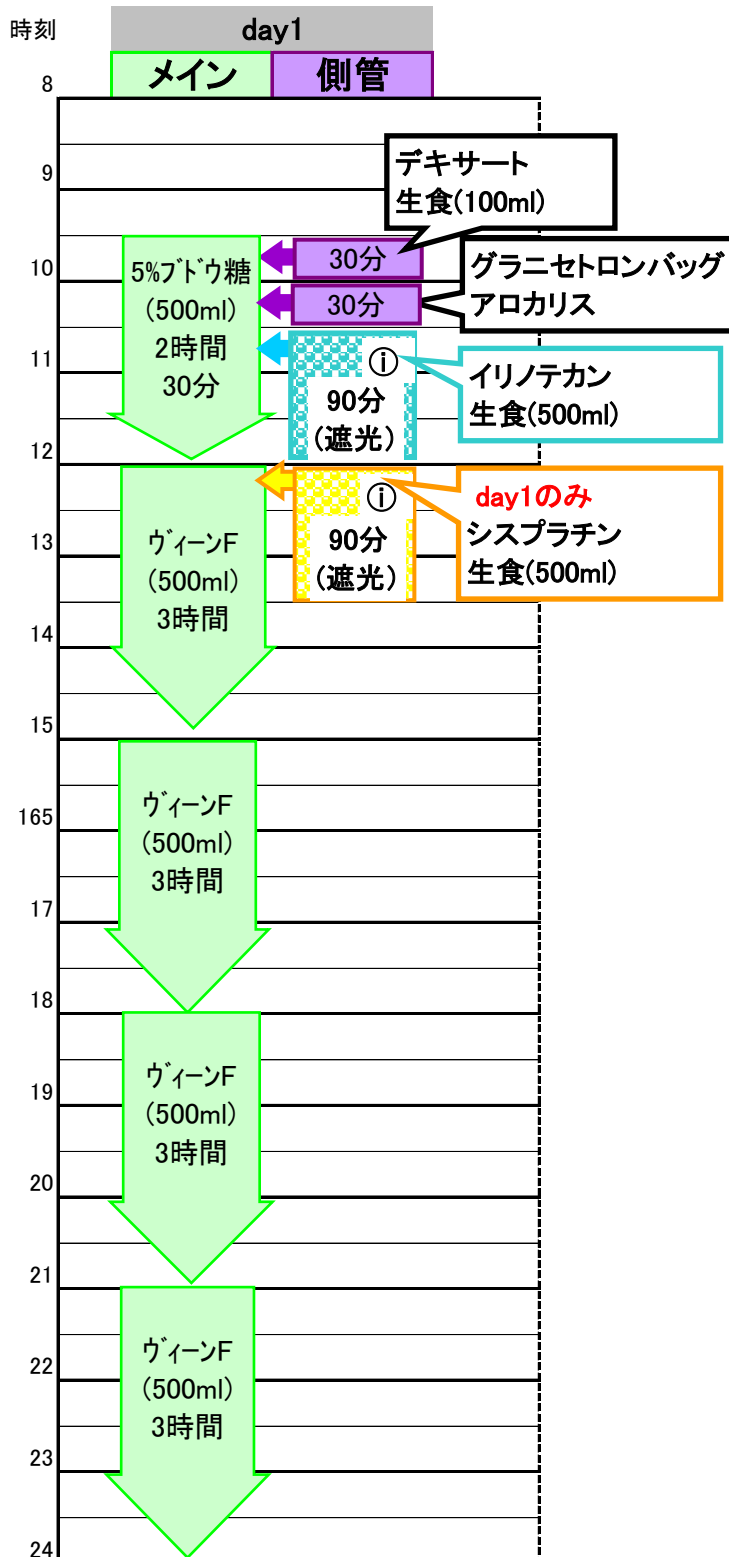 時刻
day1
メイン
側管
8
デキサート
生食(100ml)
9
30分
10
5%ブドウ糖
(500ml)
2時間
30分
30分
グラニセトロンバッグ
アロカリス
11
ⓘ
90分
(遮光)
イリノテカン
生食(500ml)
12
ヴィーンF
(500ml)
3時間
ⓘ
90分
(遮光)
day1のみ
シスプラチン
生食(500ml)
13
14
15
ヴィーンF
(500ml)
3時間
165
17
18
ヴィーンF
(500ml)
3時間
19
20
21
ヴィーンF
(500ml)
3時間
22
23
24